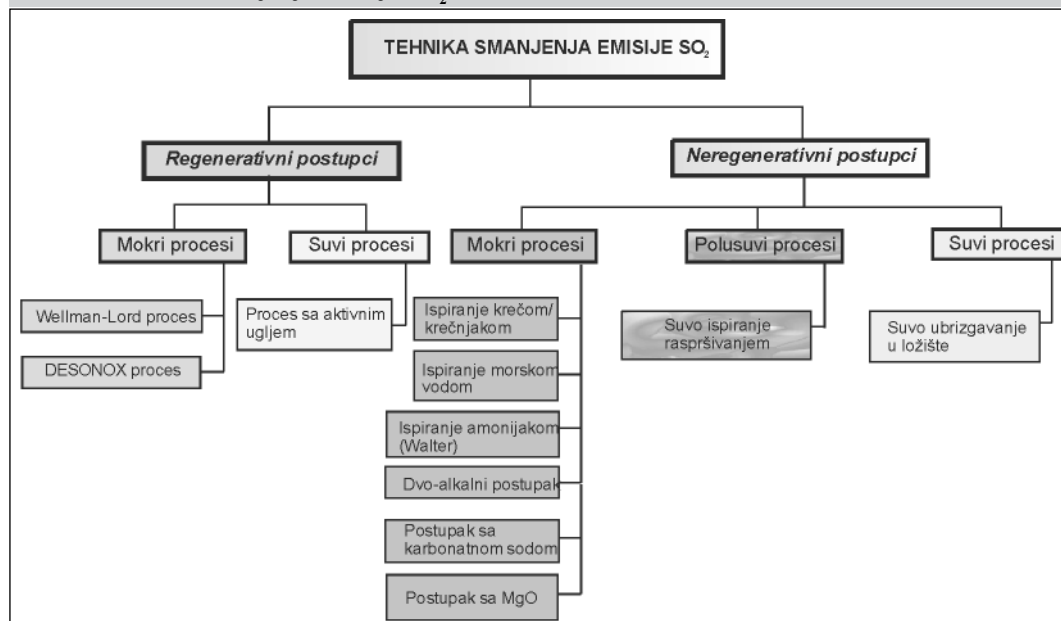 TEHNIKA SMANJENJA EMISIJE SO₂
Regenerativni postupci
Neregenerativni postupci
Mokri procesi
Suvi procesi
Mokri procesi
Polusuvi procesi
Suvi procesi
Wellman-Lord proces
DESONOX proces
Proces sa aktivnim
ugljem
Ispiranje krečom/
krečnjakom
Ispiranje morskom
vodom
Ispiranje amonijakom
(Walter)
Dvo-alkalni postupak
Postupak sa
karbonatnom sodom
Postupak sa MgO
Suvo ispiranje
raspršivanjem
Suvo ubrizgavanje
u ložište